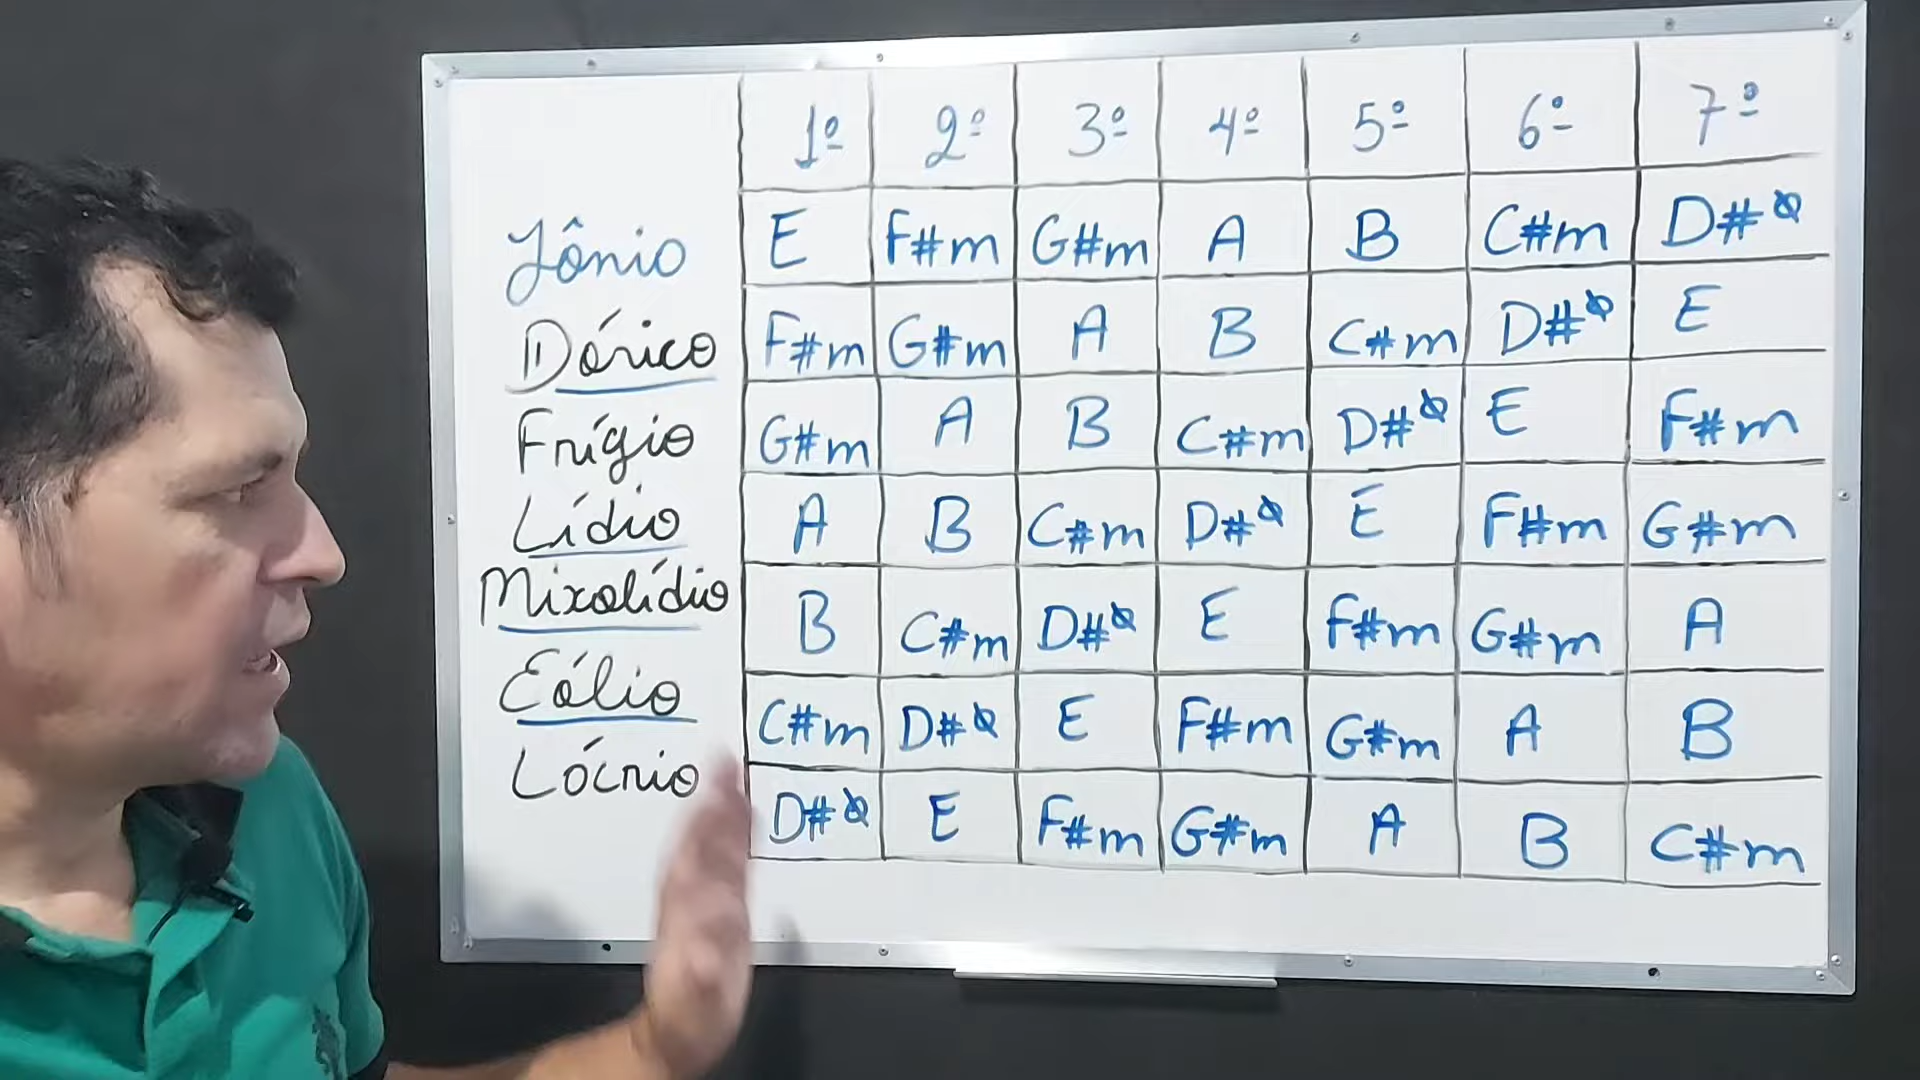 1º 2º 3º 4º 5º 6º 7º
Jônio E F#m G#m A B C#m D#ø
Dórico F#m G#m A B C#m D#ø E
Frígio G#m A B C#m D#ø E F#m
Lídio A B C#m D#ø E F#m G#m
Mixolídio B C#m D#ø E F#m G#m A
Eólio C#m D#ø E F#m G#m A B
Lócrio D#ø E F#m G#m A B C#m